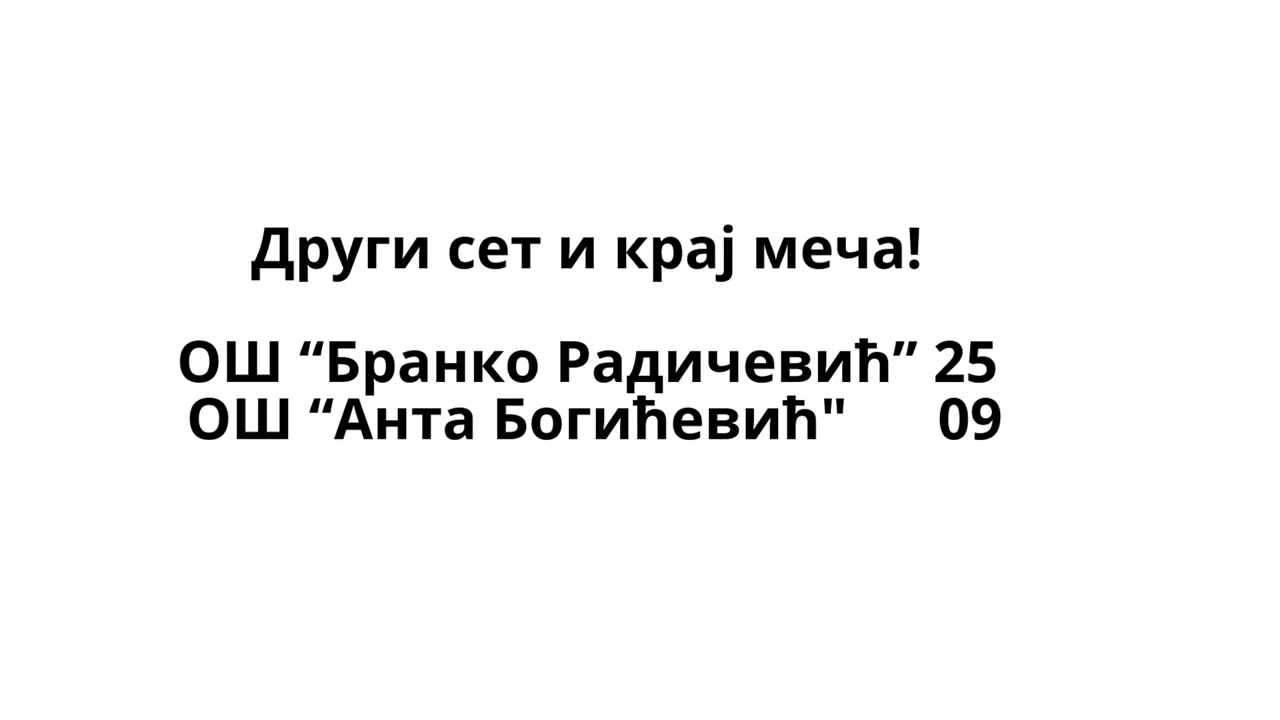 Други сет и крај меча!
ОШ “Бранко Радичевић” 25
ОШ “Анта Богићевић" 09